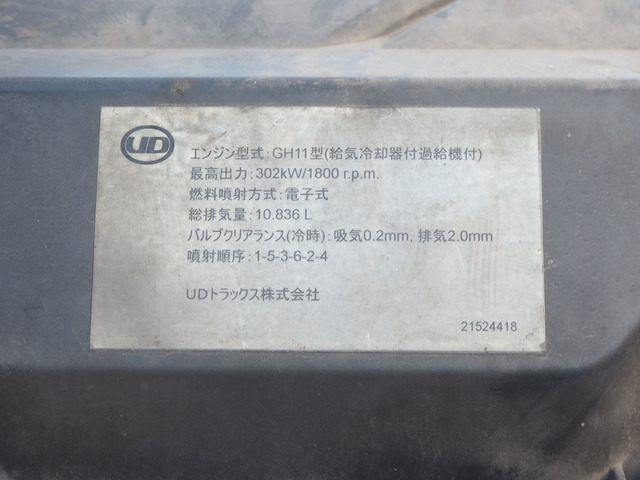 UD
エンジン型式:GH11型(給気冷却器付過給機付)
最高出力:302kW/1800 r.p.m.
燃料噴射方式:電子式
総排気量:10.836 L
バルブクリアランス(冷時):吸気0.2mm, 排気2.0mm
噴射順序:1-5-3-6-2-4
UDトラックス株式会社
21524418